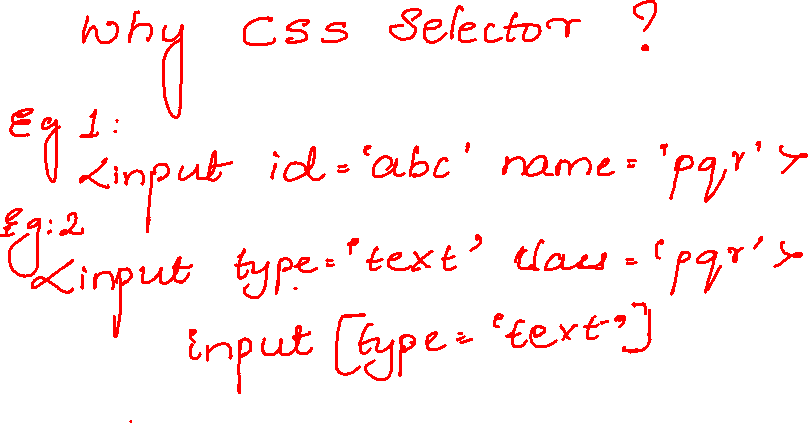 Why CSS Selector ?
Eg 1:
<input id='abc' name='pqr'>
Eg:2
<input type='text' class='pqr'>
input [type='text']